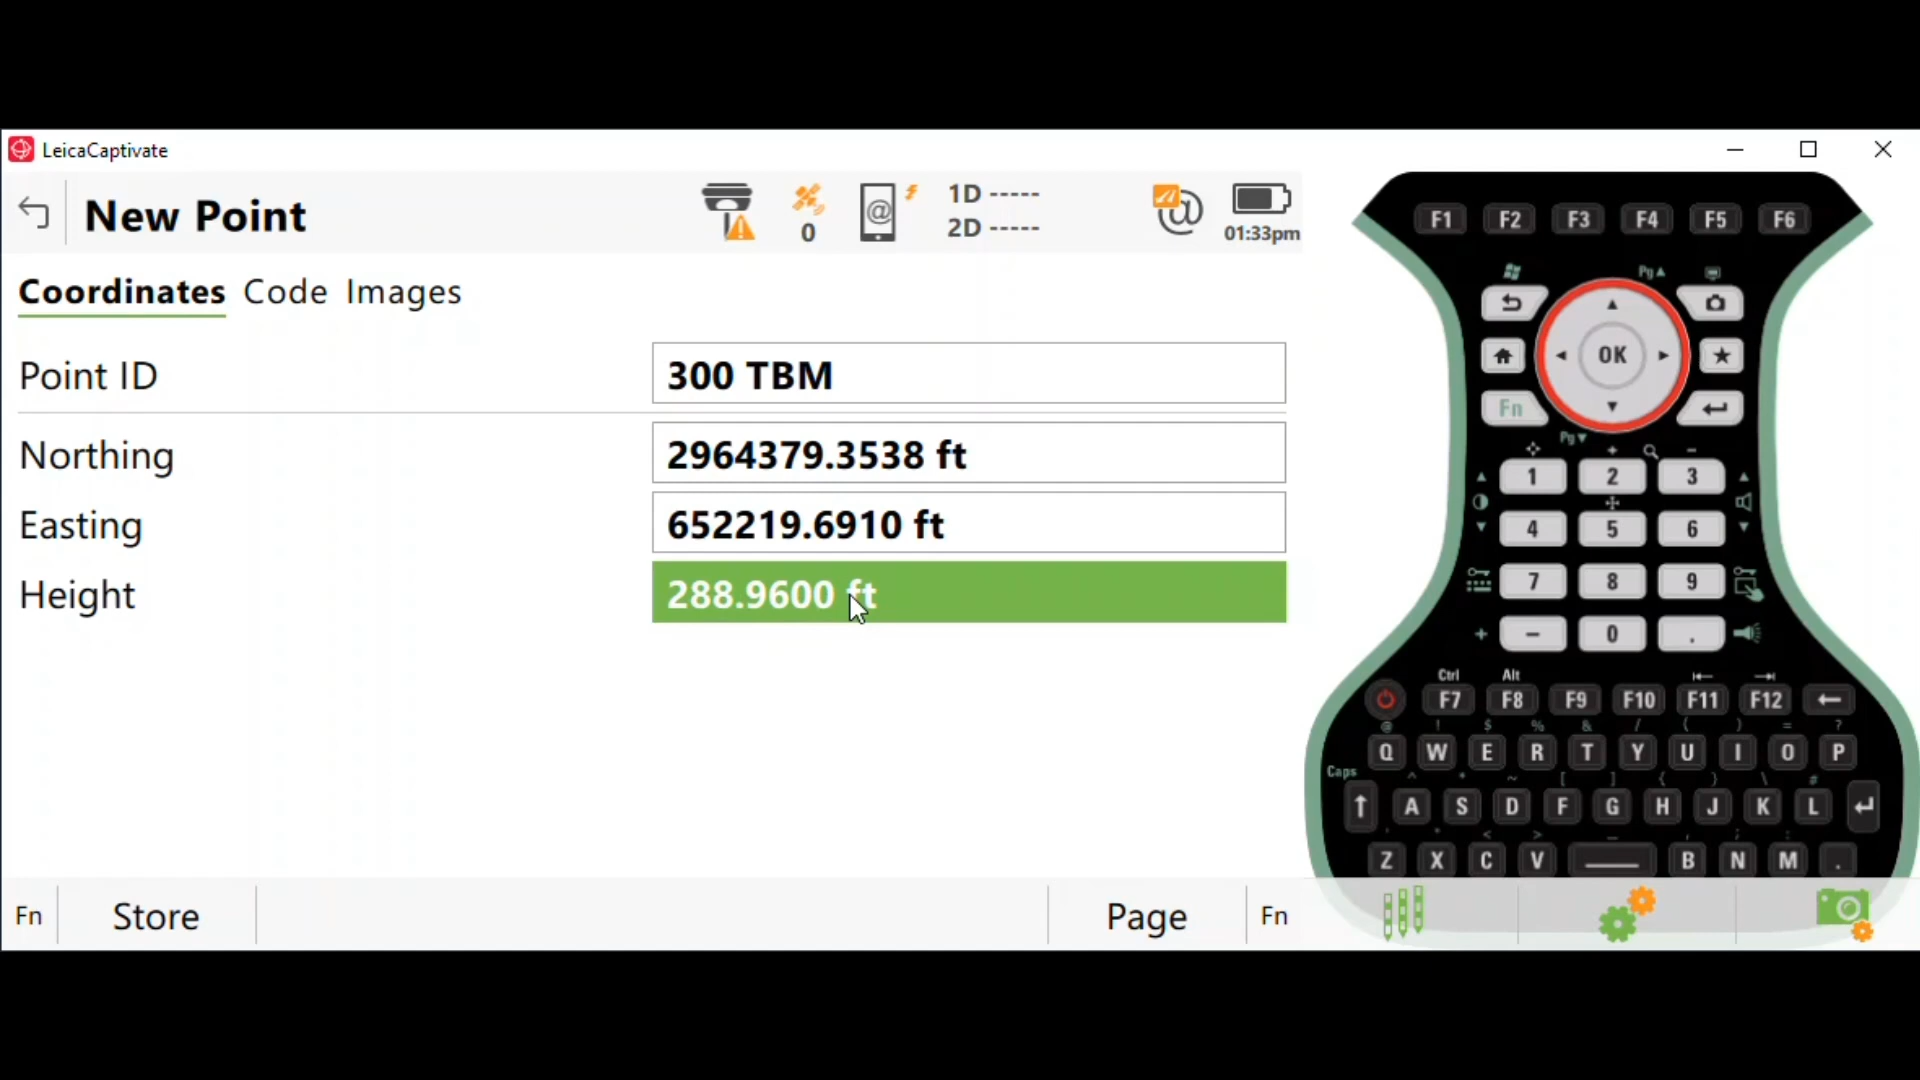 LeicaCaptivate
New Point
0
@
1D -----
2D -----
@
01:33pm
Coordinates Code Images
Point ID 300 TBM
Northing 2964379.3538 ft
Easting 652219.6910 ft
Height 288.9600 ft
Fn Store Page Fn
F1 F2 F3 F4 F5 F6
Pg▲
OK
Fn
Pg▼
+ −
1 2 3
4 5 6
7 8 9
+ − 0 .
Ctrl Alt
F7 F8 F9 F10 F11 F12
@ ! $ % & / ( ) = ?
Q W E R T Y U I O P
Caps ^ * ~ [ ] { } \ #
A S D F G H J K L
< > _ , ; :
Z X C V B N M .